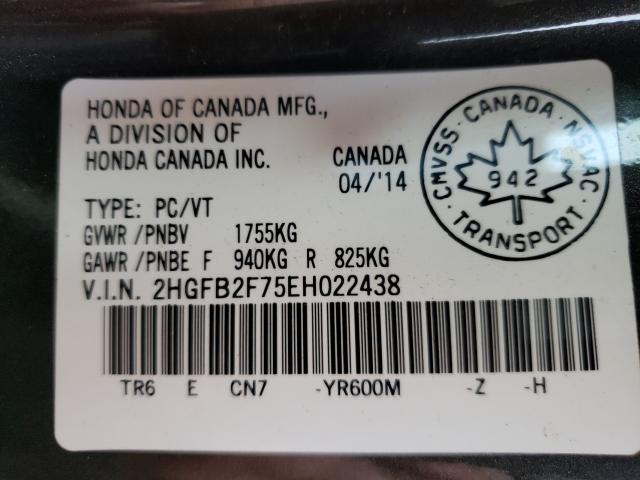 HONDA OF CANADA MFG.,
A DIVISION OF
HONDA CANADA INC. CANADA
04/'14
TYPE: PC/VT
GVWR /PNBV 1755KG
GAWR /PNBE F 940KG R 825KG
V.I.N. 2HGFB2F75EH022438
TR6 E CN7 -YR600M -Z -H
CMVSS · CANADA · NSVAC · TRANSPORT ·
942